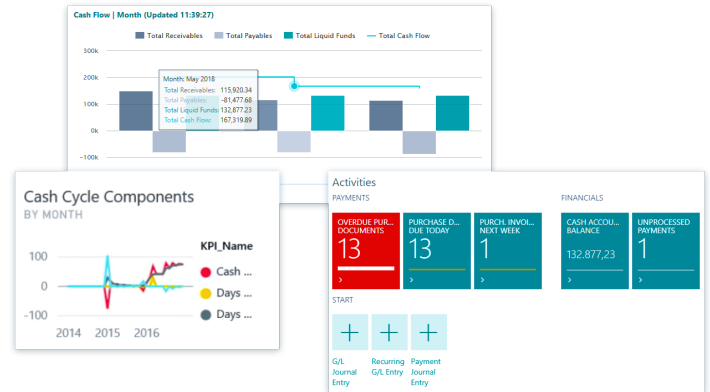 Cash Flow | Month (Updated 11:39:27)
Total Receivables Total Payables Total Liquid Funds Total Cash Flow
300k
200k
100k
0k
-100k
Month: May 2018
Total Receivables: 115,920.34
Total Payables: -81,477.68
Total Liquid Funds: 132,877.23
Total Cash Flow: 167,319.89
Cash Cycle Components
BY MONTH
KPI_Name
Cash ...
Days ...
Days ...
100
0
-100
2014 2015 2016
Activities
PAYMENTS
OVERDUE PUR...
DOCUMENTS
13
›
PURCHASE D...
DUE TODAY
13
›
PURCH. INVOI...
NEXT WEEK
1
›
FINANCIALS
CASH ACCOU...
BALANCE
132.877,23
›
UNPROCESSED
PAYMENTS
1
›
START
G/L
Journal
Entry
Recurring
G/L Entry
Payment
Journal
Entry